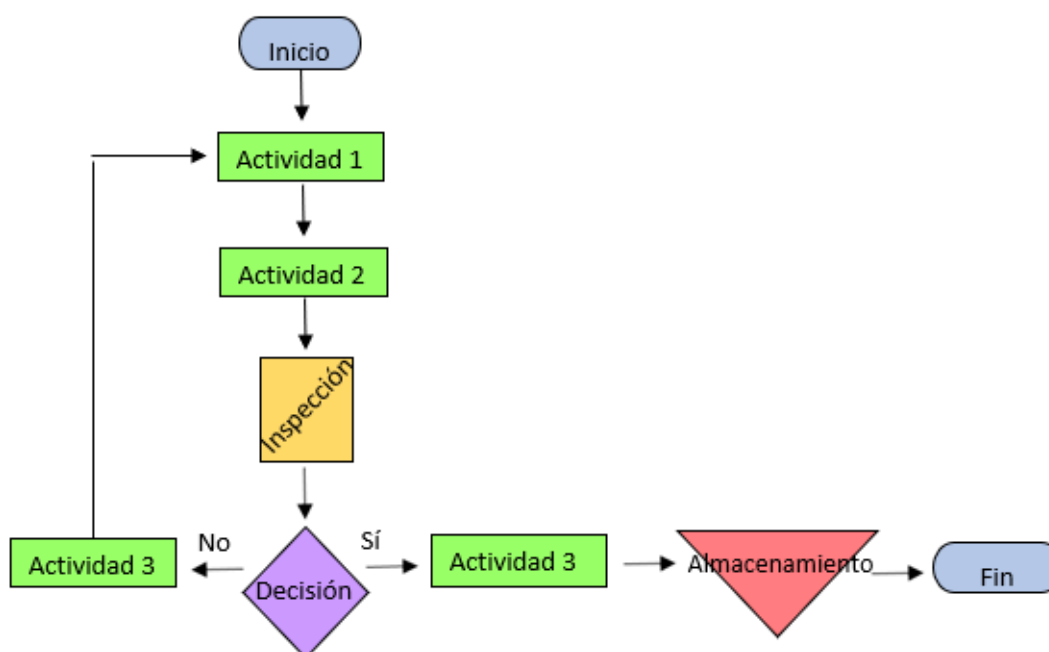 Inicio
Actividad 1
Actividad 2
Inspección
Decisión
No
Sí
Actividad 3
Actividad 3
Almacenamiento
Fin